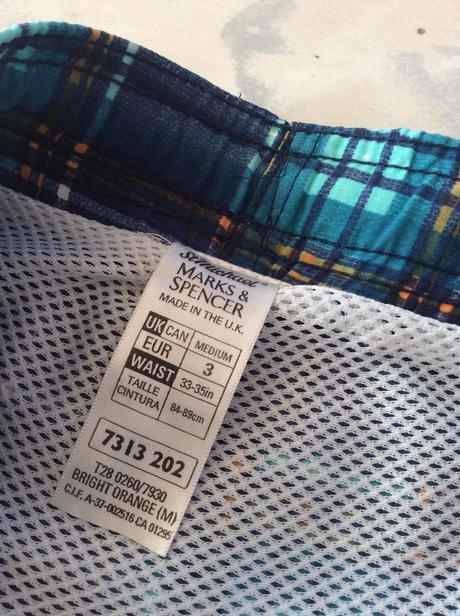 St Michael
MARKS &
SPENCER
MADE IN THE U.K.
UK CAN MEDIUM
EUR 3
WAIST 33-35in
TAILLE
CINTURA 84-89cm
7313 202
T28 0260/7930
BRIGHT ORANGE (M)
C.I.F. A-37-002516 CA 01295